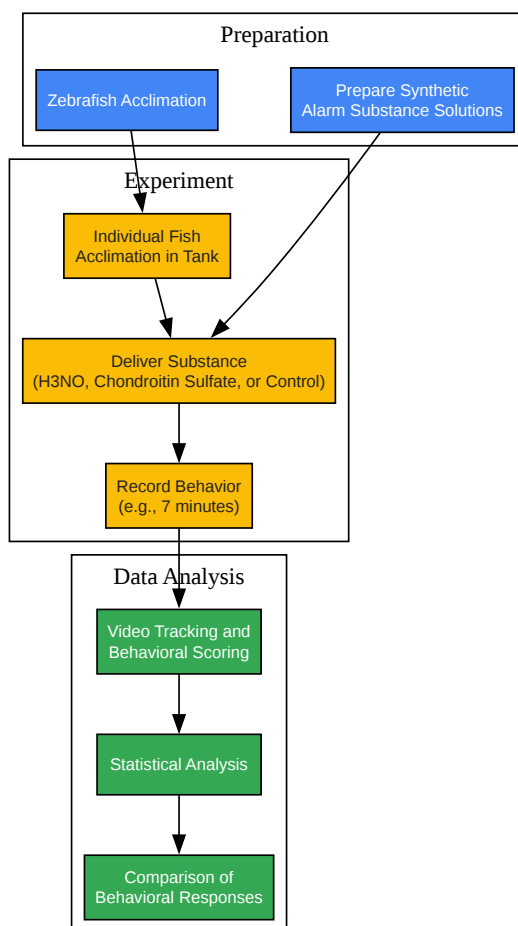 Preparation
Zebrafish Acclimation
Prepare Synthetic
Alarm Substance Solutions
Experiment
Individual Fish
Acclimation in Tank
Deliver Substance
(H3NO, Chondroitin Sulfate, or Control)
Record Behavior
(e.g., 7 minutes)
Data Analysis
Video Tracking and
Behavioral Scoring
Statistical Analysis
Comparison of
Behavioral Responses